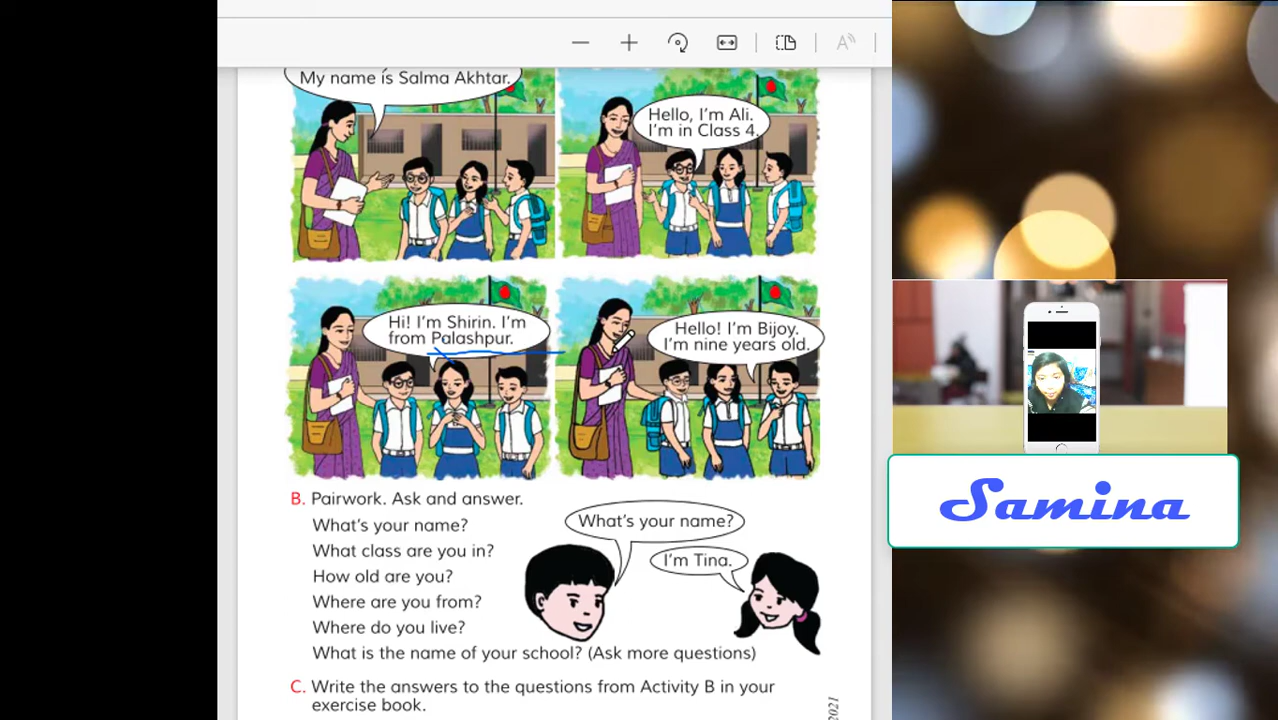 My name is Salma Akhtar.
Hello, I'm Ali.
I'm in Class 4.
Hi! I'm Shirin. I'm
from Palashpur.
Hello! I'm Bijoy.
I'm nine years old.
B. Pairwork. Ask and answer.
What's your name?
What class are you in?
How old are you?
Where are you from?
Where do you live?
What is the name of your school? (Ask more questions)
What's your name?
I'm Tina.
C. Write the answers to the questions from Activity B in your
exercise book.
2021
Samina